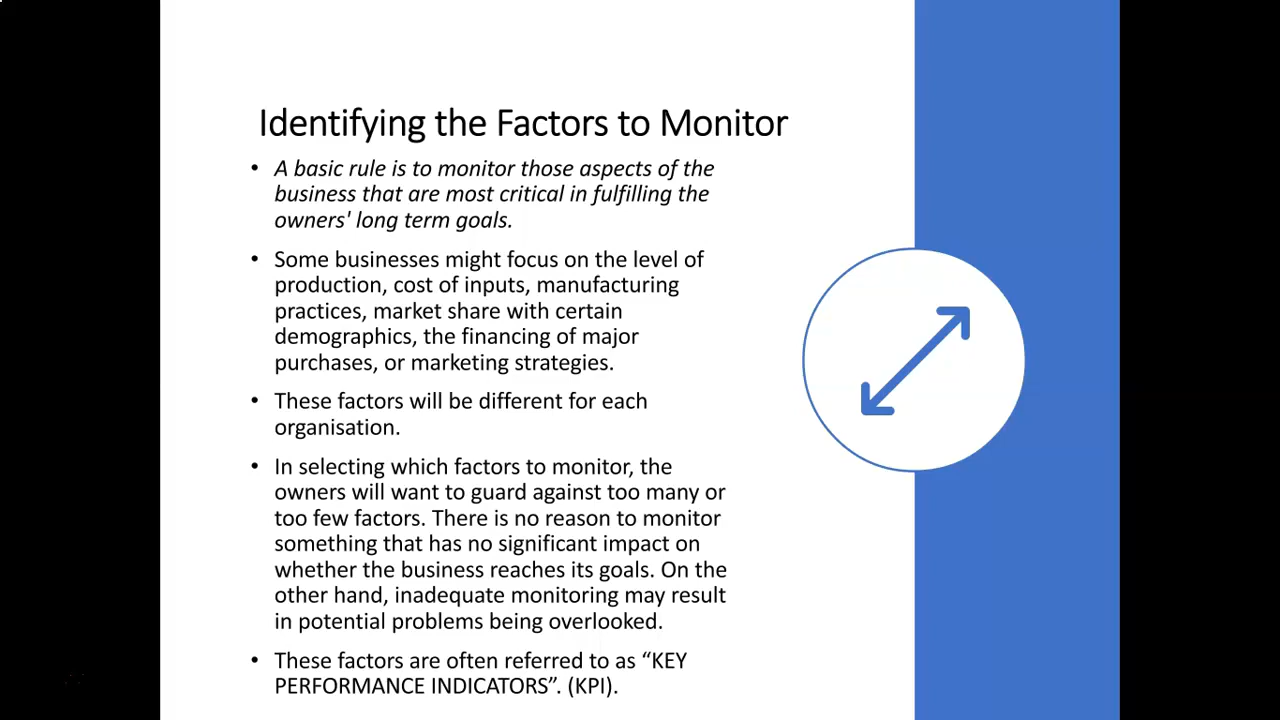 Identifying the Factors to Monitor
• A basic rule is to monitor those aspects of the
business that are most critical in fulfilling the
owners' long term goals.
• Some businesses might focus on the level of
production, cost of inputs, manufacturing
practices, market share with certain
demographics, the financing of major
purchases, or marketing strategies.
• These factors will be different for each
organisation.
• In selecting which factors to monitor, the
owners will want to guard against too many or
too few factors. There is no reason to monitor
something that has no significant impact on
whether the business reaches its goals. On the
other hand, inadequate monitoring may result
in potential problems being overlooked.
• These factors are often referred to as “KEY
PERFORMANCE INDICATORS”. (KPI).